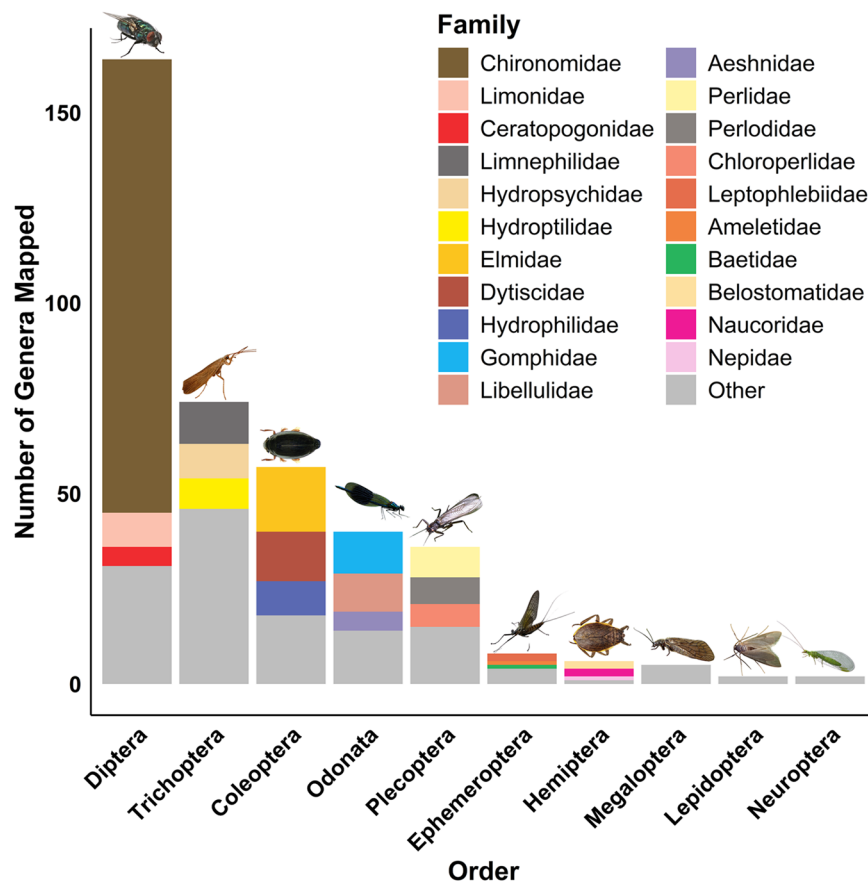 Family
Chironomidae
Limonidae
Ceratopogonidae
Limnephilidae
Hydropsychidae
Hydroptilidae
Elmidae
Dytiscidae
Hydrophilidae
Gomphidae
Libellulidae
Aeshnidae
Perlidae
Perlodidae
Chloroperlidae
Leptophlebiidae
Ameletidae
Baetidae
Belostomatidae
Naucoridae
Nepidae
Other
Number of Genera Mapped
150
100
50
0
Diptera
Trichoptera
Coleoptera
Odonata
Plecoptera
Ephemeroptera
Hemiptera
Megaloptera
Lepidoptera
Neuroptera
Order